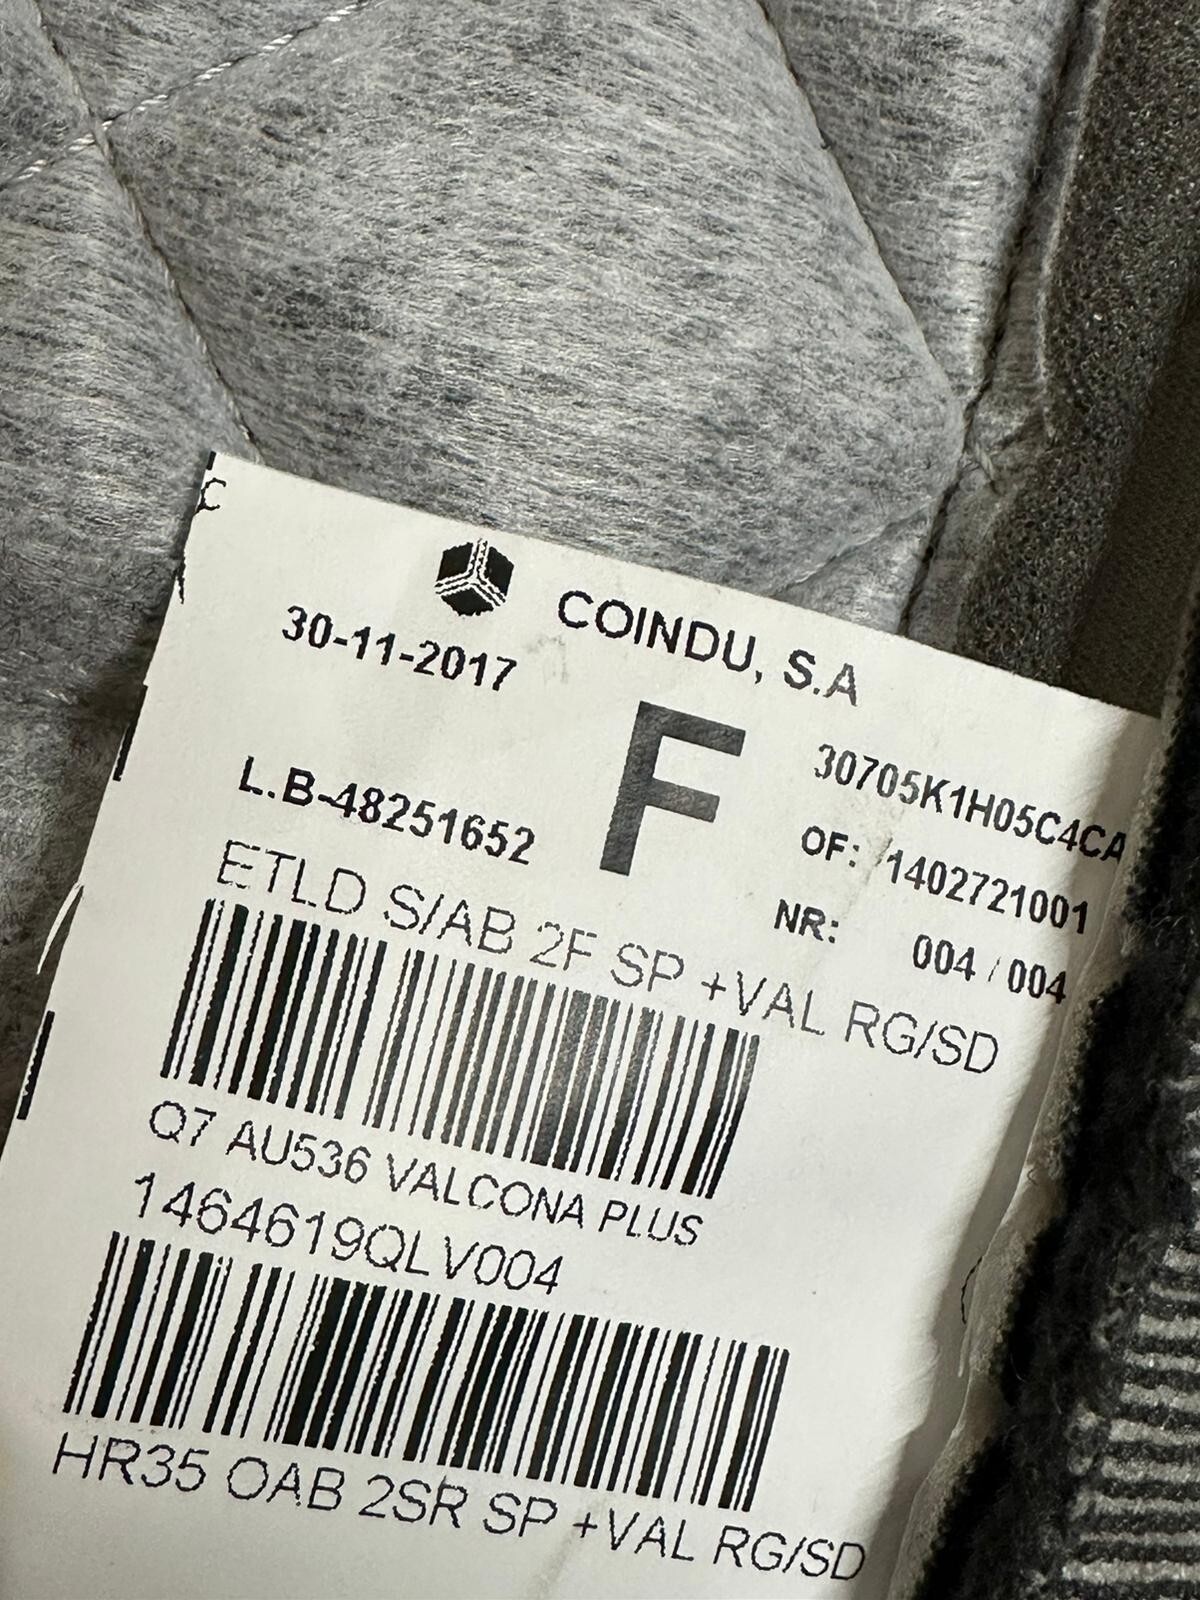 C
COINDU, S.A
30-11-2017
F
30705K1H05C4CA
L.B-48251652
OF: 1402721001
NR: 004 / 004
ETLD S/AB 2F SP +VAL RG/SD
Q7 AU536 VALCONA PLUS
1464619QLV004
HR35 OAB 2SR SP +VAL RG/SD